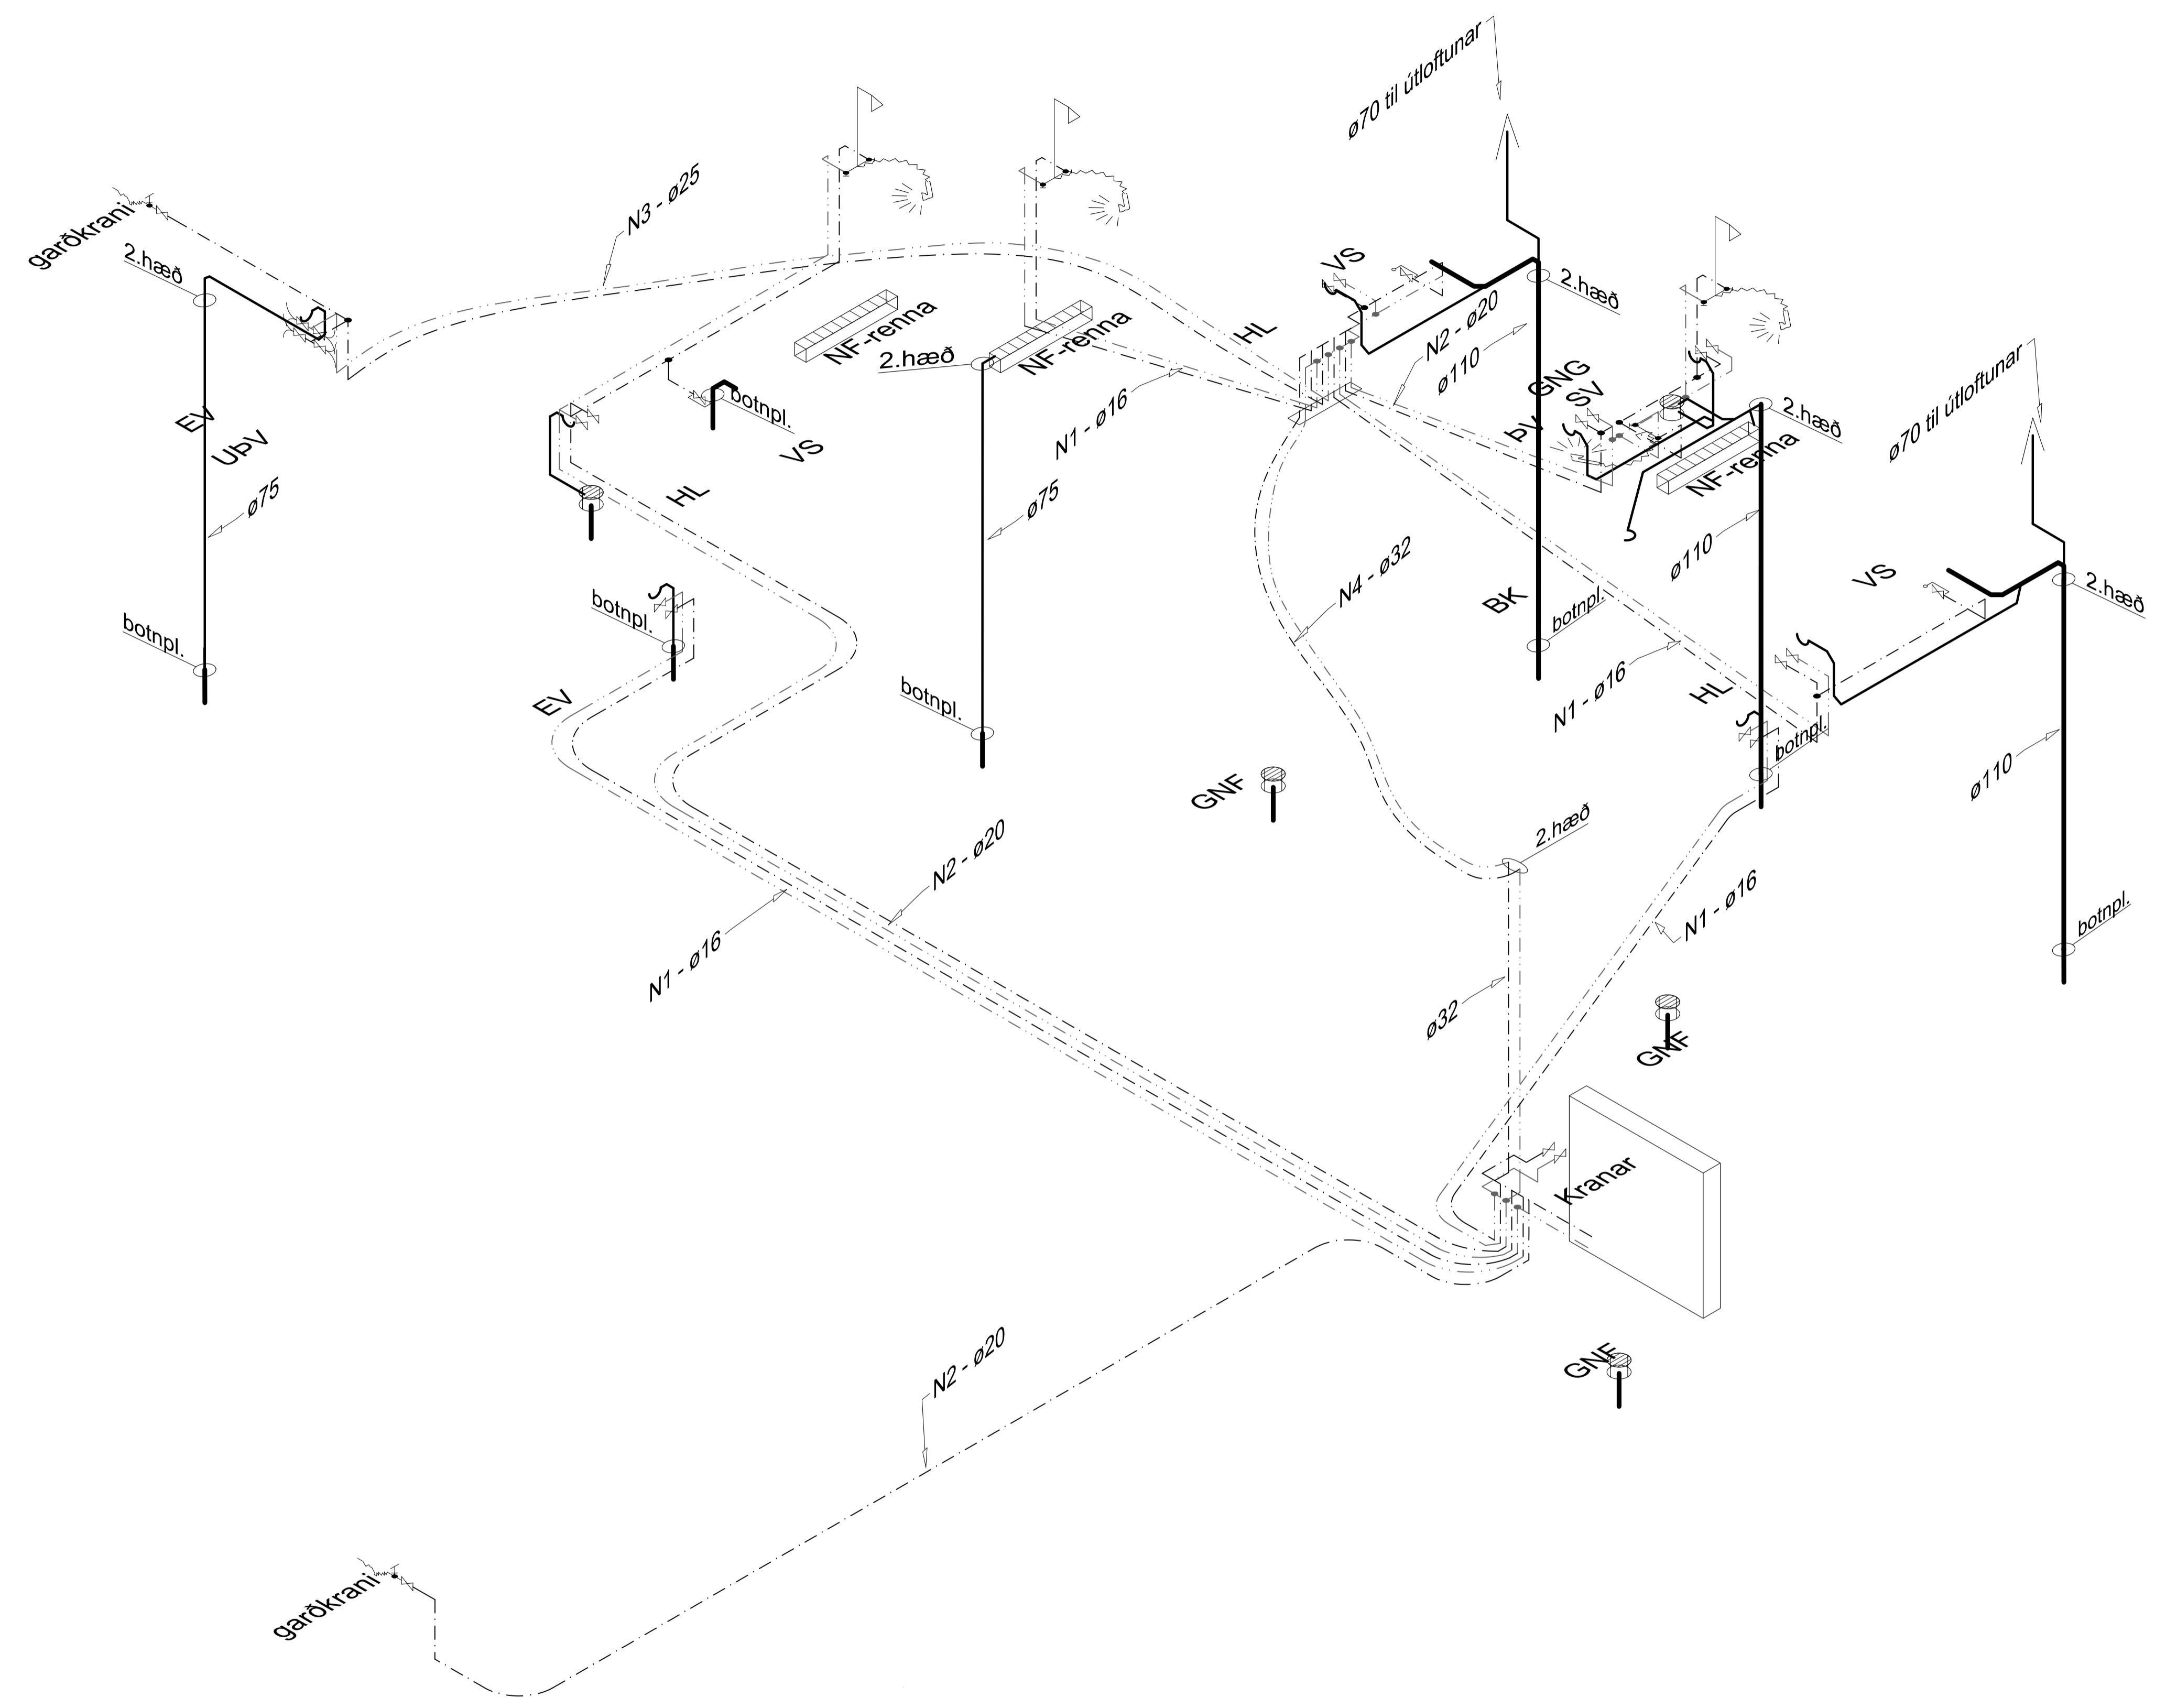 ø70 til útloftunar
N3 - ø25
garðkrani
2.hæð
VS
2.hæð
HL
N2 - ø20
ø110
NF-renna
NF-renna
2.hæð
N1 - ø16
GNG
SV
ÞV
2.hæð
NF-renna
ø70 til útloftunar
EV
UÞV
botnpl.
VS
ø75
HL
ø75
ø110
N4 - ø32
BK
botnpl.
VS
2.hæð
botnpl.
botnpl.
EV
botnpl.
N1 - ø16
HL
botnpl.
ø110
GNF
2.hæð
N2 - ø20
N1 - ø16
N1 - ø16
botnpl.
ø32
GNF
Kranar
N2 - ø20
GNF
garðkrani